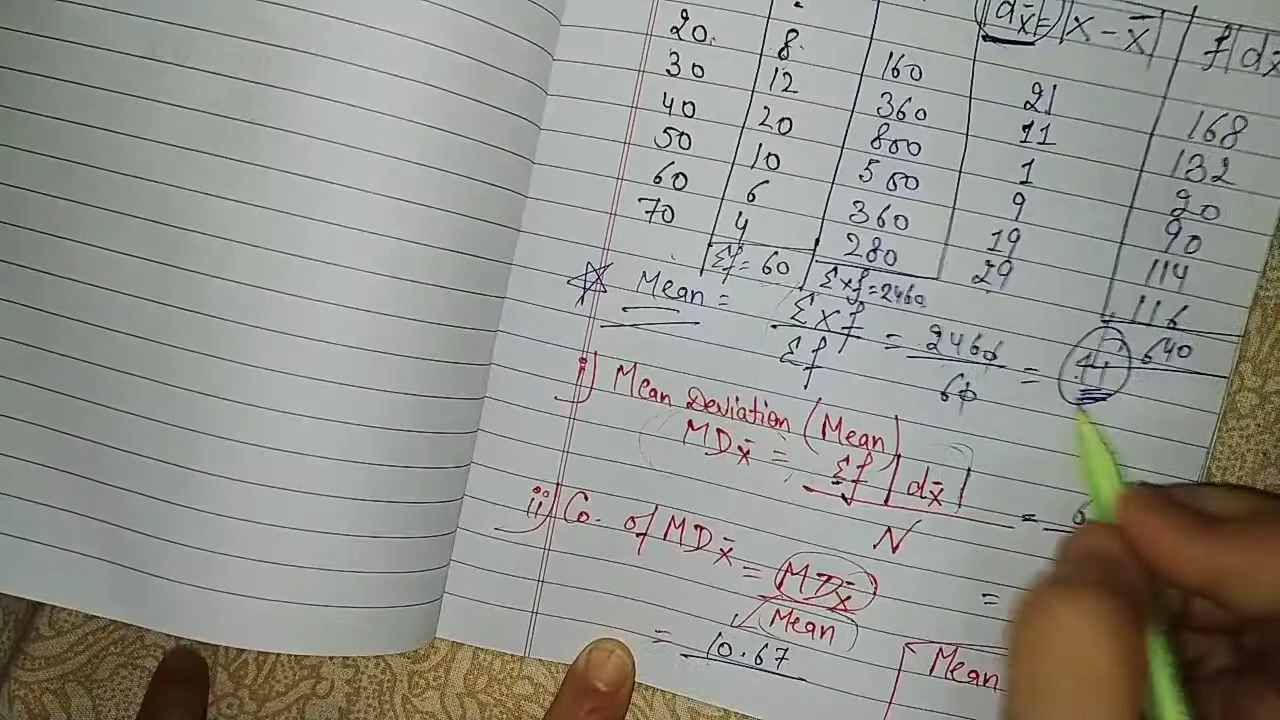 |dx̄|=|X-X̄| f|dx̄
20. 8. 160 21 168
30 12 360 11 132
40 20 800 1 20
50 10 500 9 90
60 6 360 19 114
70 4 280 29 116
Σf=60 Σxf=2460 640
Mean = Σxf/Σf = 2460/60 = 41
i) Mean Deviation (Mean)
MDx̄ = Σf|dx̄|/N = 6
ii) Co. of MDx̄ = MDx̄/Mean =
= 10.67
Mean